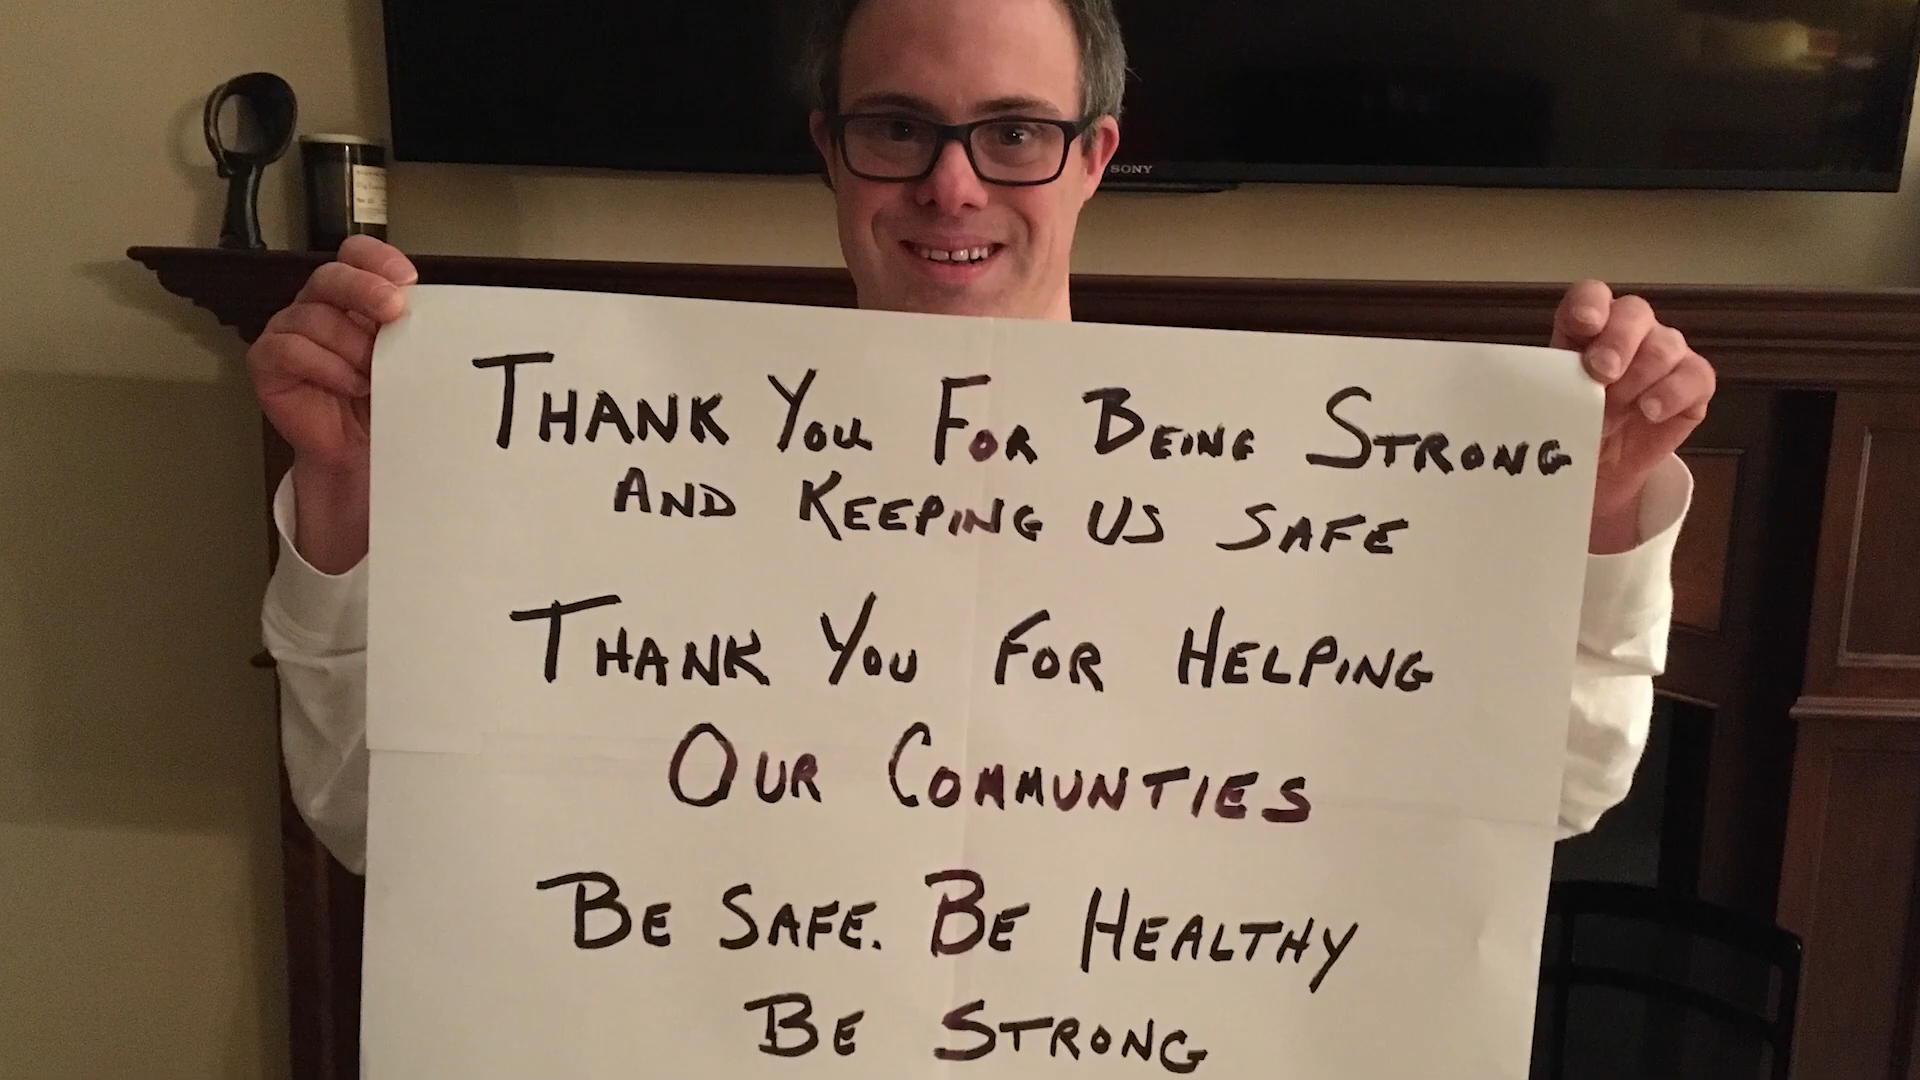 SONY
THANK YOU FOR BEING STRONG
AND KEEPING US SAFE
THANK YOU FOR HELPING
OUR COMMUNTIES
BE SAFE. BE HEALTHY
BE STRONG